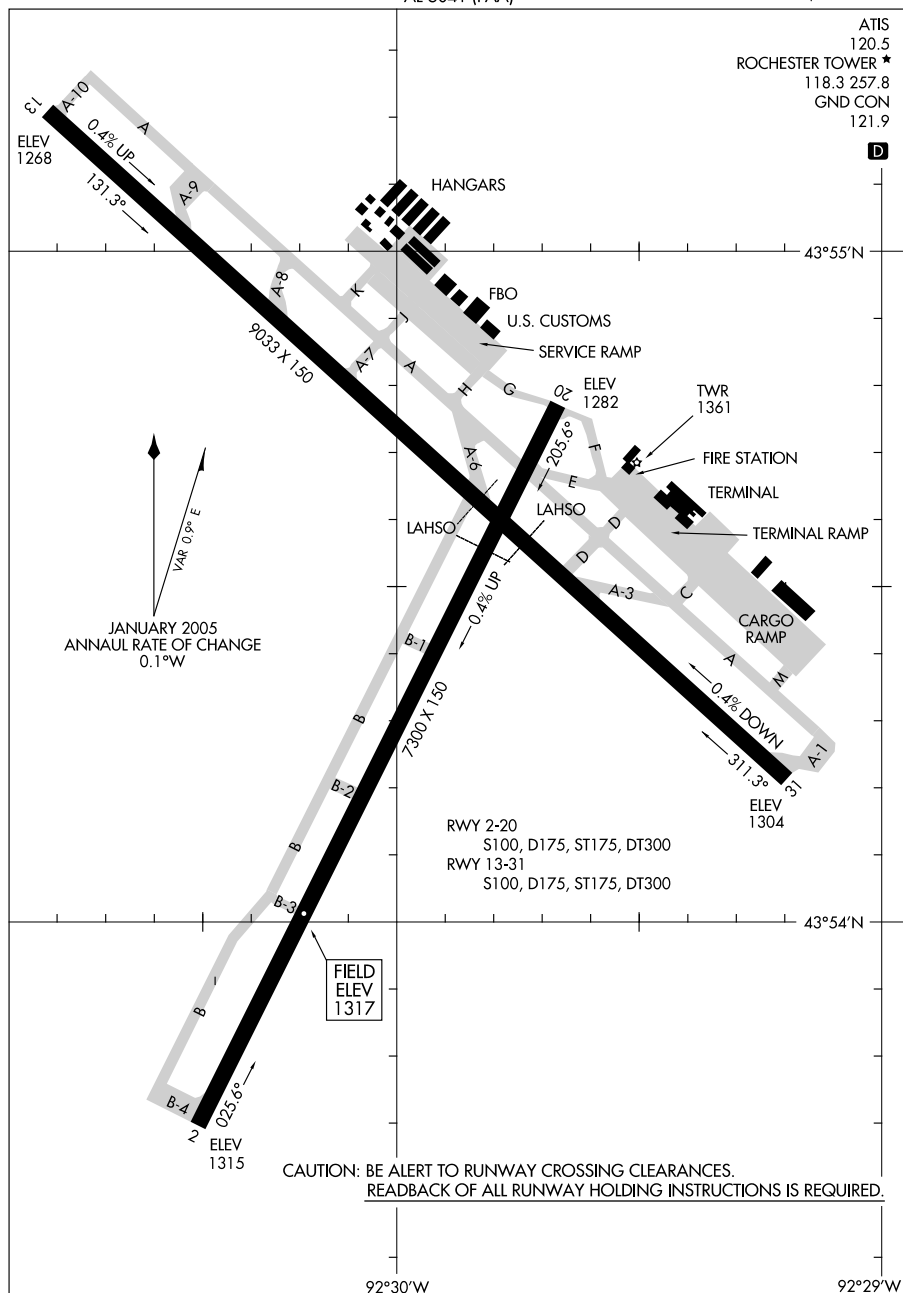 ATIS
120.5
ROCHESTER TOWER ★
118.3 257.8
GND CON
121.9
D
13
A-10
A
ELEV
1268
0.4% UP
131.3°
A-9
HANGARS
43°55'N
A-8
K
J
FBO
U.S. CUSTOMS
SERVICE RAMP
9033 X 150
A-7
A
H
G
20
ELEV
1282
TWR
1361
205.6°
F
FIRE STATION
A-6
E
TERMINAL
LAHSO
LAHSO
D
D
TERMINAL RAMP
VAR 0.9° E
JANUARY 2005
ANNAUL RATE OF CHANGE
0.1°W
0.4% UP
A-3
C
CARGO
RAMP
B-1
A
M
7300 X 150
B
0.4% DOWN
311.3°
A-1
31
ELEV
1304
B-2
RWY 2-20
S100, D175, ST175, DT300
RWY 13-31
S100, D175, ST175, DT300
B
B-3
43°54'N
FIELD
ELEV
1317
B
B-4
025.6°
2
ELEV
1315
CAUTION: BE ALERT TO RUNWAY CROSSING CLEARANCES.
READBACK OF ALL RUNWAY HOLDING INSTRUCTIONS IS REQUIRED.
92°30'W
92°29'W